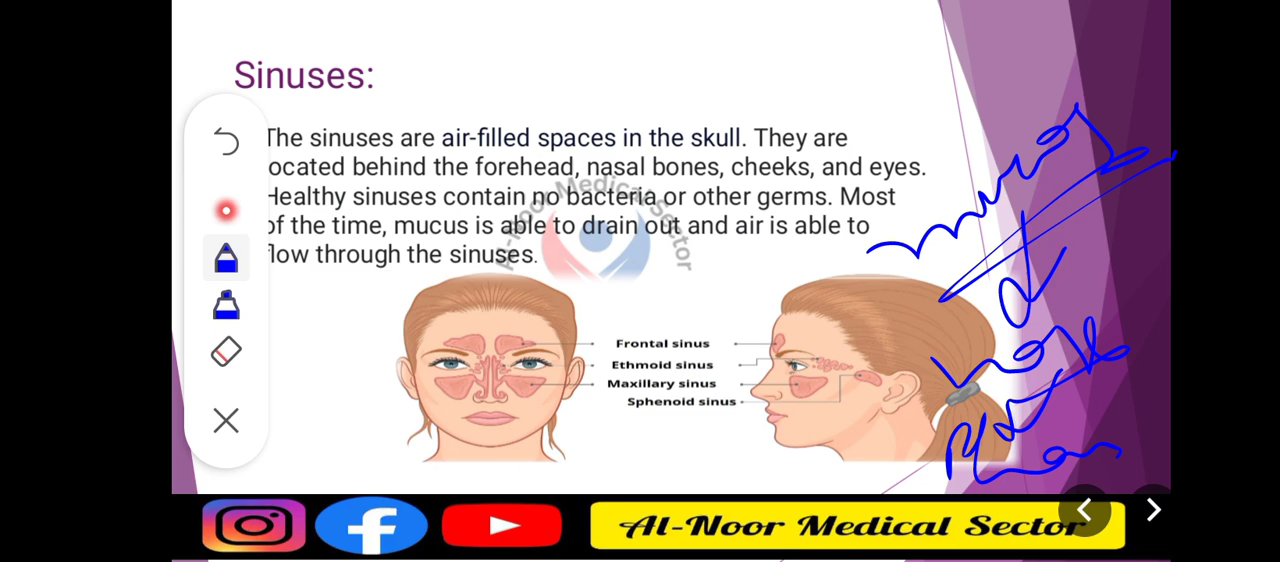 Sinuses:
The sinuses are air-filled spaces in the skull. They are
ocated behind the forehead, nasal bones, cheeks, and eyes.
Healthy sinuses contain no bacteria or other germs. Most
of the time, mucus is able to drain out and air is able to
flow through the sinuses.
Al-Noor Medical Sector
Frontal sinus
Ethmoid sinus
Maxillary sinus
Sphenoid sinus
Al-Noor Medical Sector